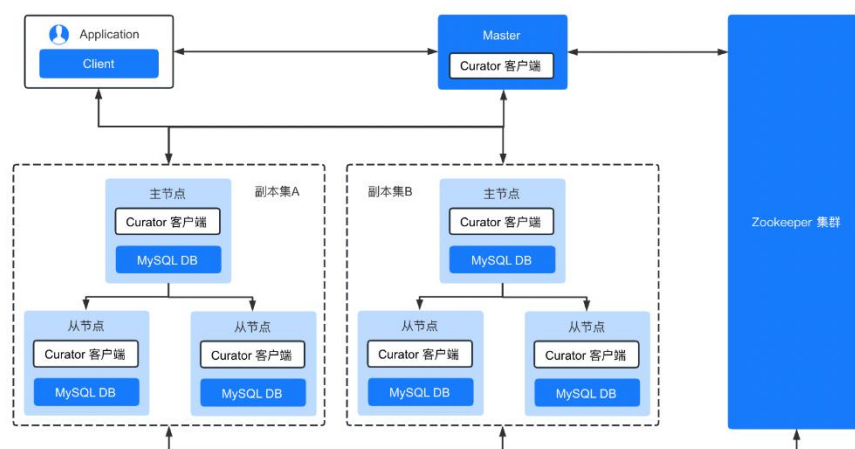 Application
Client
Master
Curator 客户端
Zookeeper 集群
副本集A
主节点
Curator 客户端
MySQL DB
从节点
Curator 客户端
MySQL DB
从节点
Curator 客户端
MySQL DB
副本集B
主节点
Curator 客户端
MySQL DB
从节点
Curator 客户端
MySQL DB
从节点
Curator 客户端
MySQL DB